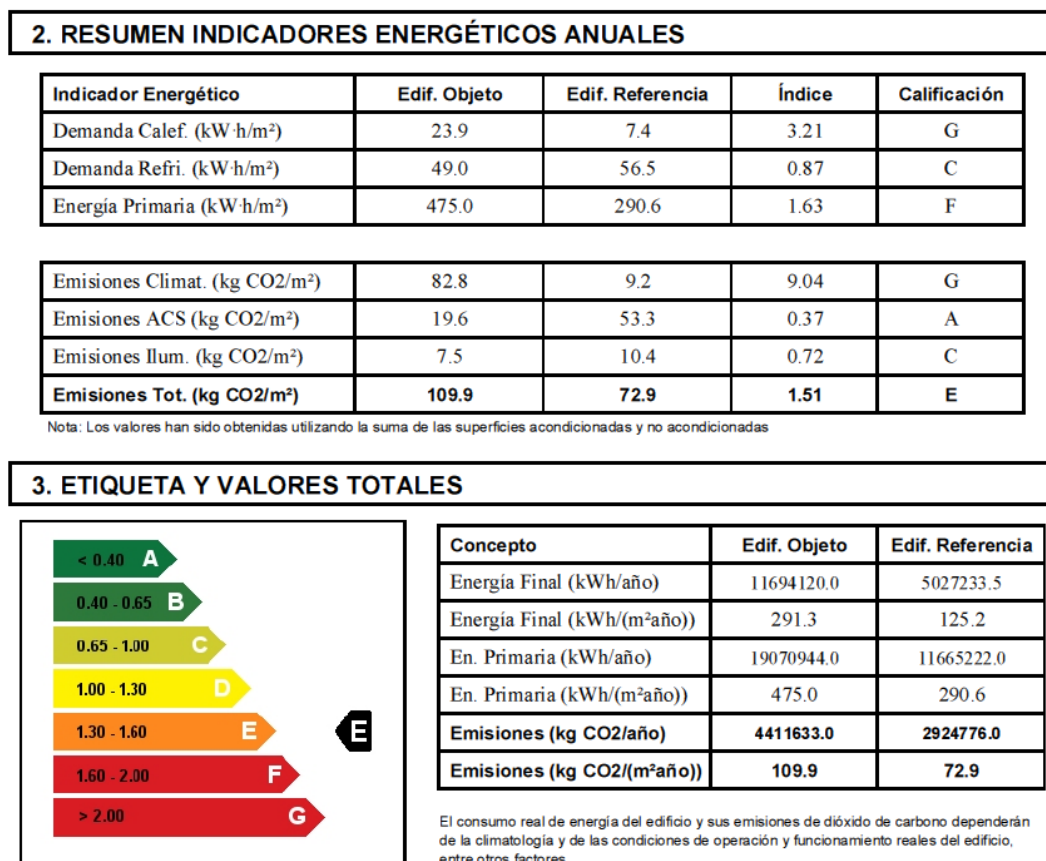 2. RESUMEN INDICADORES ENERGÉTICOS ANUALES
Indicador Energético Edif. Objeto Edif. Referencia Índice Calificación
Demanda Calef. (kW·h/m²) 23.9 7.4 3.21 G
Demanda Refri. (kW·h/m²) 49.0 56.5 0.87 C
Energía Primaria (kW·h/m²) 475.0 290.6 1.63 F
Emisiones Climat. (kg CO2/m²) 82.8 9.2 9.04 G
Emisiones ACS (kg CO2/m²) 19.6 53.3 0.37 A
Emisiones Ilum. (kg CO2/m²) 7.5 10.4 0.72 C
Emisiones Tot. (kg CO2/m²) 109.9 72.9 1.51 E
Nota: Los valores han sido obtenidas utilizando la suma de las superficies acondicionadas y no acondicionadas
3. ETIQUETA Y VALORES TOTALES
< 0.40 A
0.40 - 0.65 B
0.65 - 1.00 C
1.00 - 1.30 D
1.30 - 1.60 E
E
1.60 - 2.00 F
> 2.00 G
Concepto Edif. Objeto Edif. Referencia
Energía Final (kWh/año) 11694120.0 5027233.5
Energía Final (kWh/(m²año)) 291.3 125.2
En. Primaria (kWh/año) 19070944.0 11665222.0
En. Primaria (kWh/(m²año)) 475.0 290.6
Emisiones (kg CO2/año) 4411633.0 2924776.0
Emisiones (kg CO2/(m²año)) 109.9 72.9
El consumo real de energía del edificio y sus emisiones de dióxido de carbono dependerán
de la climatología y de las condiciones de operación y funcionamiento reales del edificio,
entre otros factores